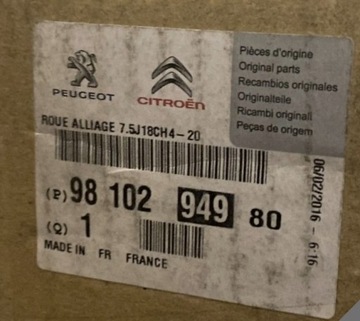 PEUGEOT
CITROËN
Pièces d'origine
Original parts
Recambios originales
Originalteile
Ricambi originali
Peças de origem
ROUE ALLIAGE 7.5J18CH4-20
(P) 98 102 949 80
(Q) 1
MADE IN FR FRANCE
06/02/2016 - 6:16